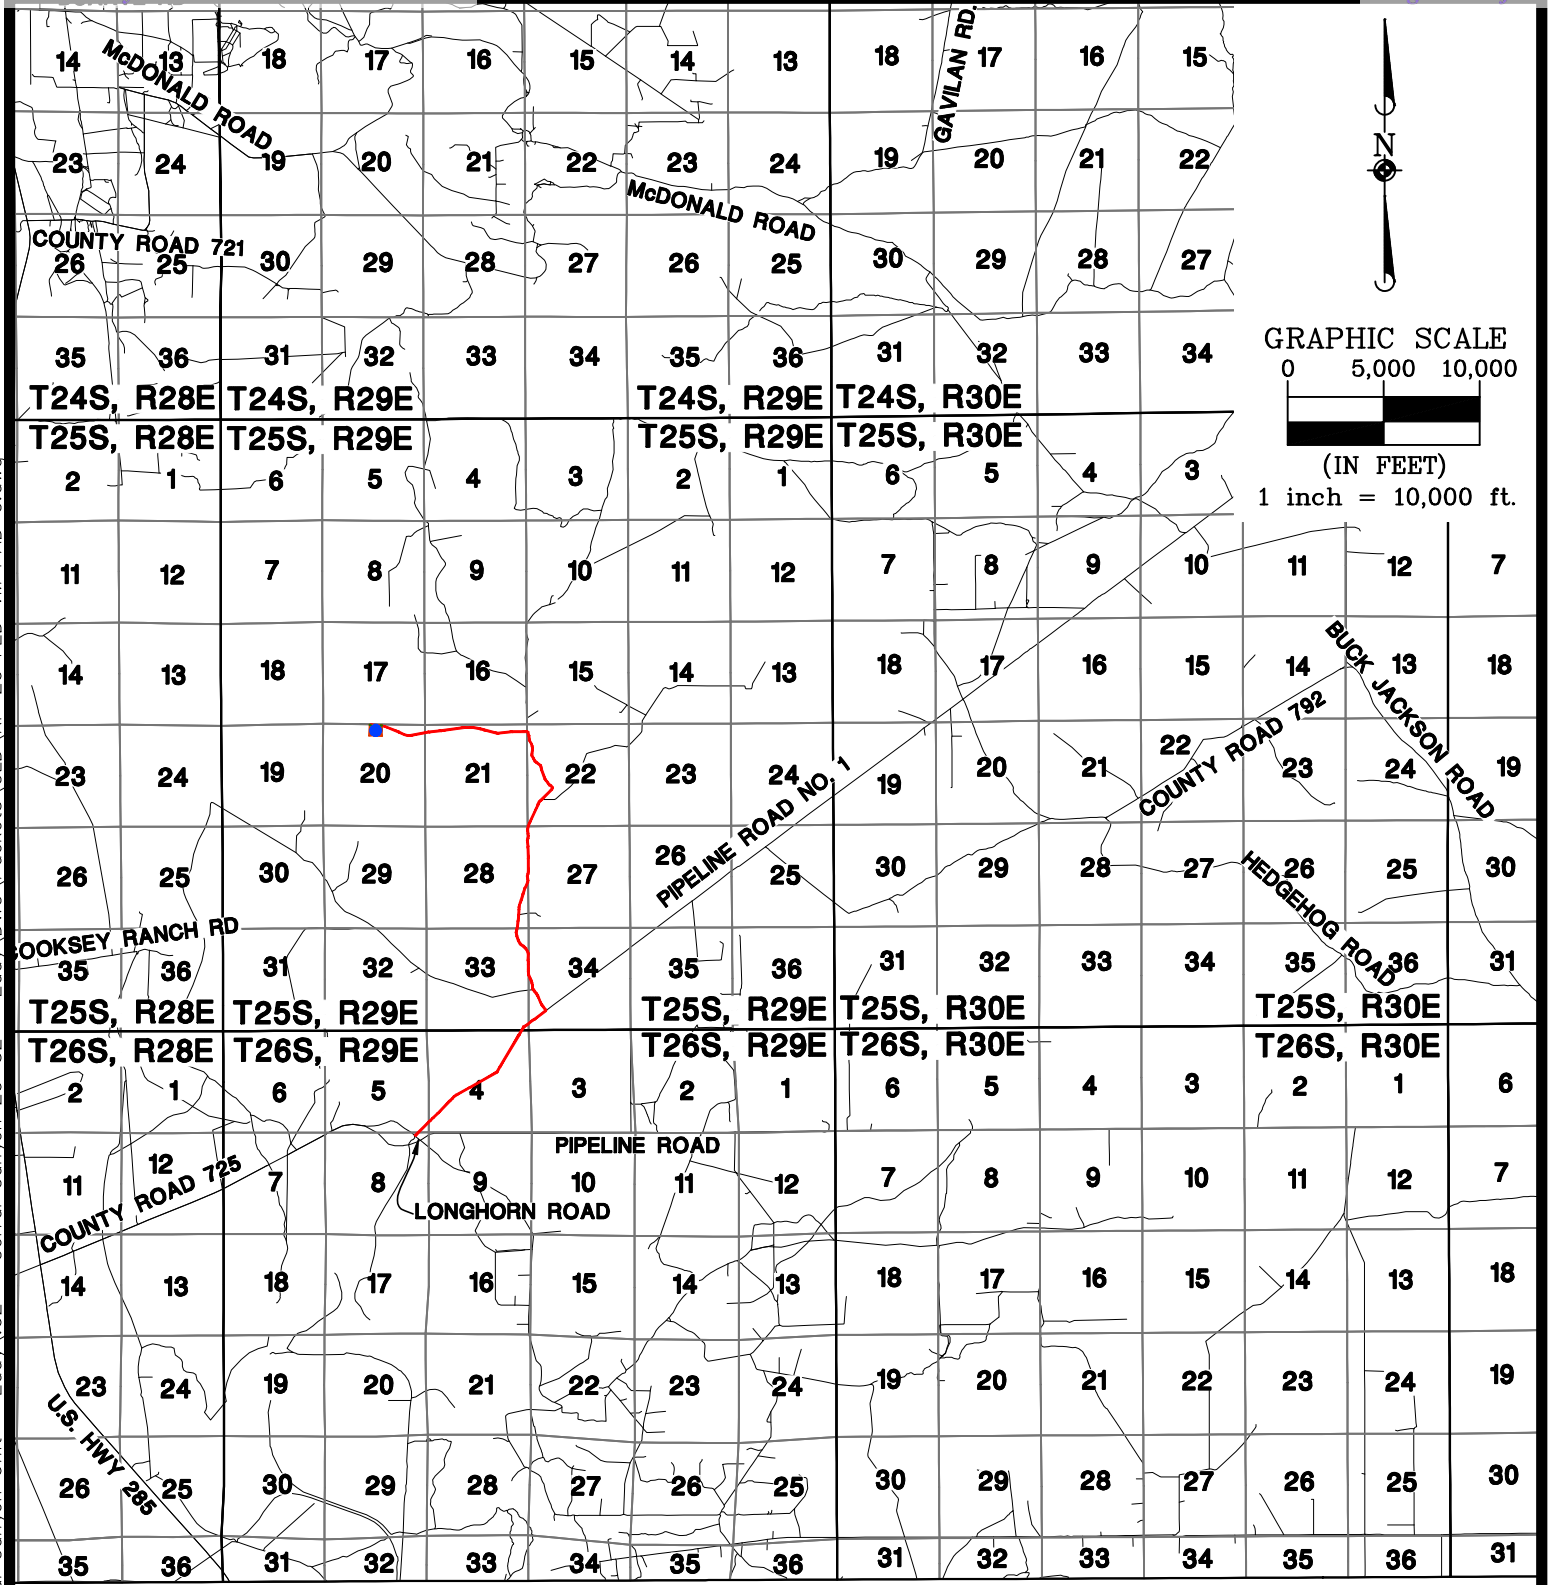 14 13 18 17 16 15 14 13 18 17 16 15
McDONALD ROAD
GAVILAN RD.
N
23 24 19 20 21 22 23 24 19 20 21 22
McDONALD ROAD
COUNTY ROAD 721
26 25 30 29 28 27 26 25 30 29 28 27
GRAPHIC SCALE
0 5,000 10,000
35 36 31 32 33 34 35 36 31 32 33 34
T24S, R28E T24S, R29E T24S, R29E T24S, R30E
T25S, R28E T25S, R29E T25S, R29E T25S, R30E
(IN FEET)
1 inch = 10,000 ft.
2 1 6 5 4 3 2 1 6 5 4 3
11 12 7 8 9 10 11 12 7 8 9 10 11 12 7
14 13 18 17 16 15 14 13 18 17 16 15 14 13 18
BUCK JACKSON ROAD
COUNTY ROAD 792
23 24 19 20 21 22 23 24 19 20 21 22 23 24 19
PIPELINE ROAD NO. 1
26 25 30 29 28 27 26 25 30 29 28 27 26 25 30
HEDGEHOG ROAD
COOKSEY RANCH RD
35 36 31 32 33 34 35 36 31 32 33 34 35 36 31
T25S, R28E T25S, R29E T25S, R29E T25S, R30E T25S, R30E
T26S, R28E T26S, R29E T26S, R29E T26S, R30E T26S, R30E
2 1 6 5 4 3 2 1 6 5 4 3 2 1 6
PIPELINE ROAD
11 12 7 8 9 10 11 12 7 8 9 10 11 12 7
COUNTY ROAD 725
LONGHORN ROAD
14 13 18 17 16 15 14 13 18 17 16 15 14 13 18
23 24 19 20 21 22 23 24 19 20 21 22 23 24 19
U.S. HWY 285
26 25 30 29 28 27 26 25 30 29 28 27 26 25 30
35 36 31 32 33 34 35 36 31 32 33 34 35 36 31